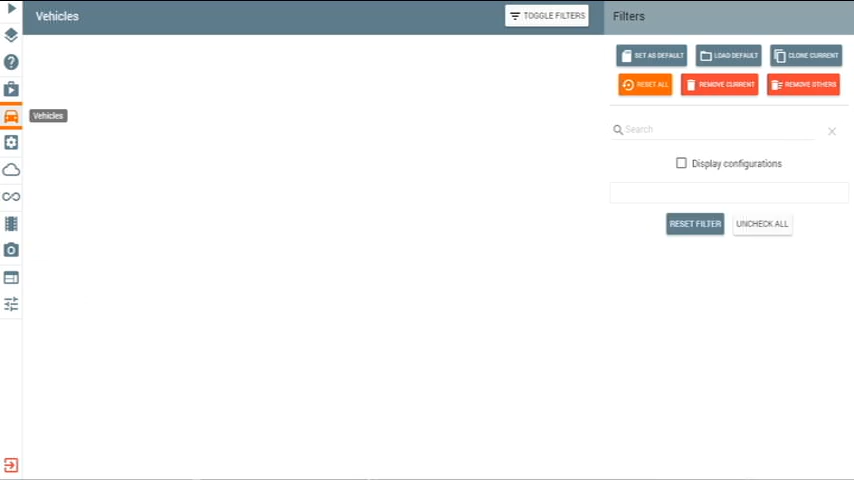 Vehicles
TOGGLE FILTERS
Filters
SET AS DEFAULT
LOAD DEFAULT
CLONE CURRENT
RESET ALL
REMOVE CURRENT
REMOVE OTHERS
Vehicles
Search
Display configurations
RESET FILTER
UNCHECK ALL